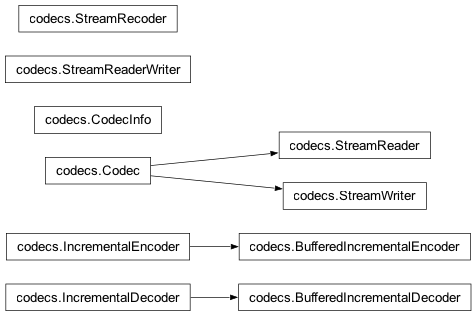 codecs.StreamRecoder
codecs.StreamReaderWriter
codecs.CodecInfo
codecs.Codec
codecs.StreamReader
codecs.StreamWriter
codecs.IncrementalEncoder
codecs.BufferedIncrementalEncoder
codecs.IncrementalDecoder
codecs.BufferedIncrementalDecoder